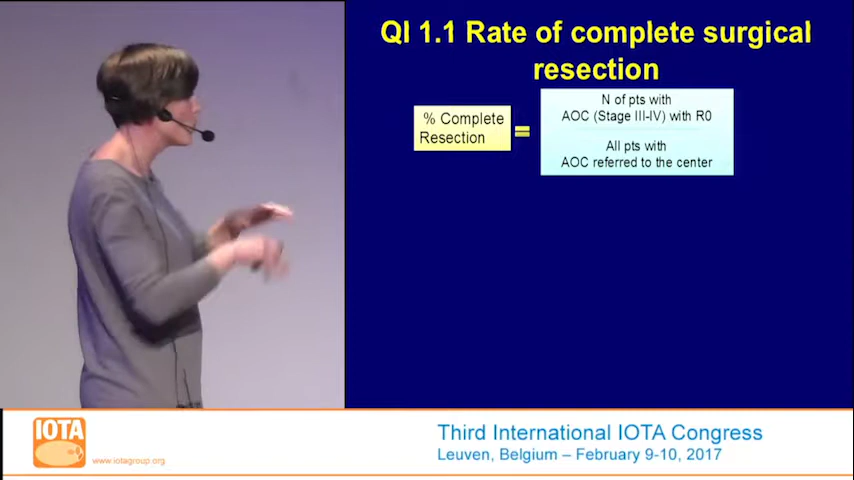 QI 1.1 Rate of complete surgical
resection
% Complete
Resection
=
N of pts with
AOC (Stage III-IV) with R0
All pts with
AOC referred to the center
IOTA
www.iotagroup.org
Third International IOTA Congress
Leuven, Belgium – February 9-10, 2017